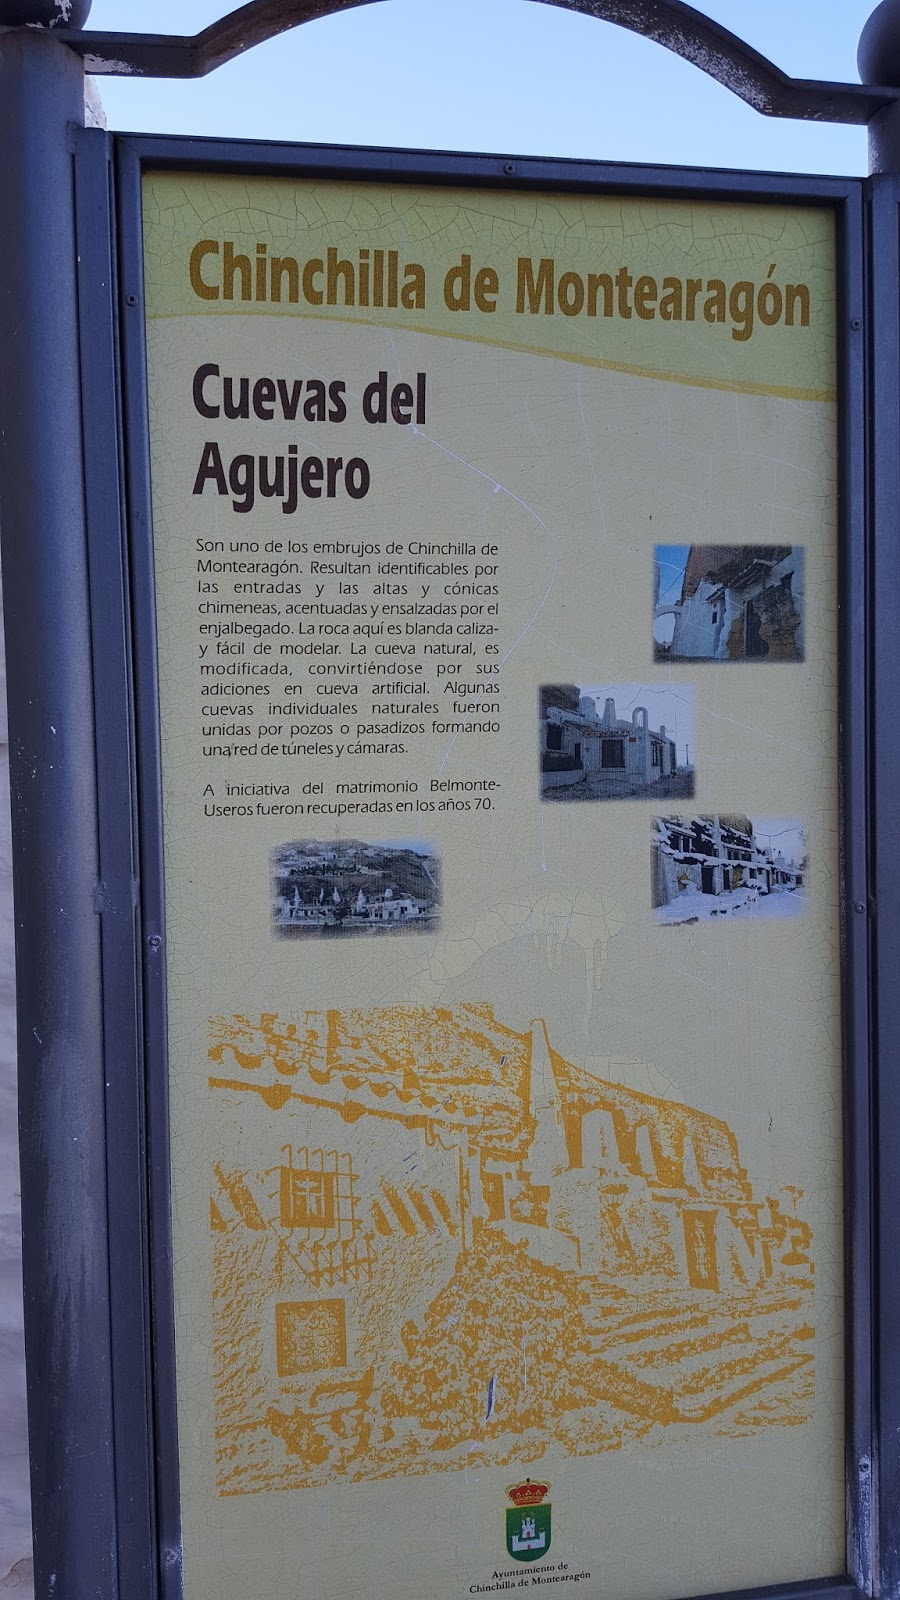 Chinchilla de Montearagón
Cuevas del
Agujero
Son uno de los embrujos de Chinchilla de
Montearagón. Resultan identificables por
las entradas y las altas y cónicas
chimeneas, acentuadas y ensalzadas por el
enjalbegado. La roca aquí es blanda caliza-
y fácil de modelar. La cueva natural, es
modificada, convirtiéndose por sus
adiciones en cueva artificial. Algunas
cuevas individuales naturales fueron
unidas por pozos o pasadizos formando
una red de túneles y cámaras.
A iniciativa del matrimonio Belmonte-
Useros fueron recuperadas en los años 70.
Ayuntamiento de
Chinchilla de Montearagón